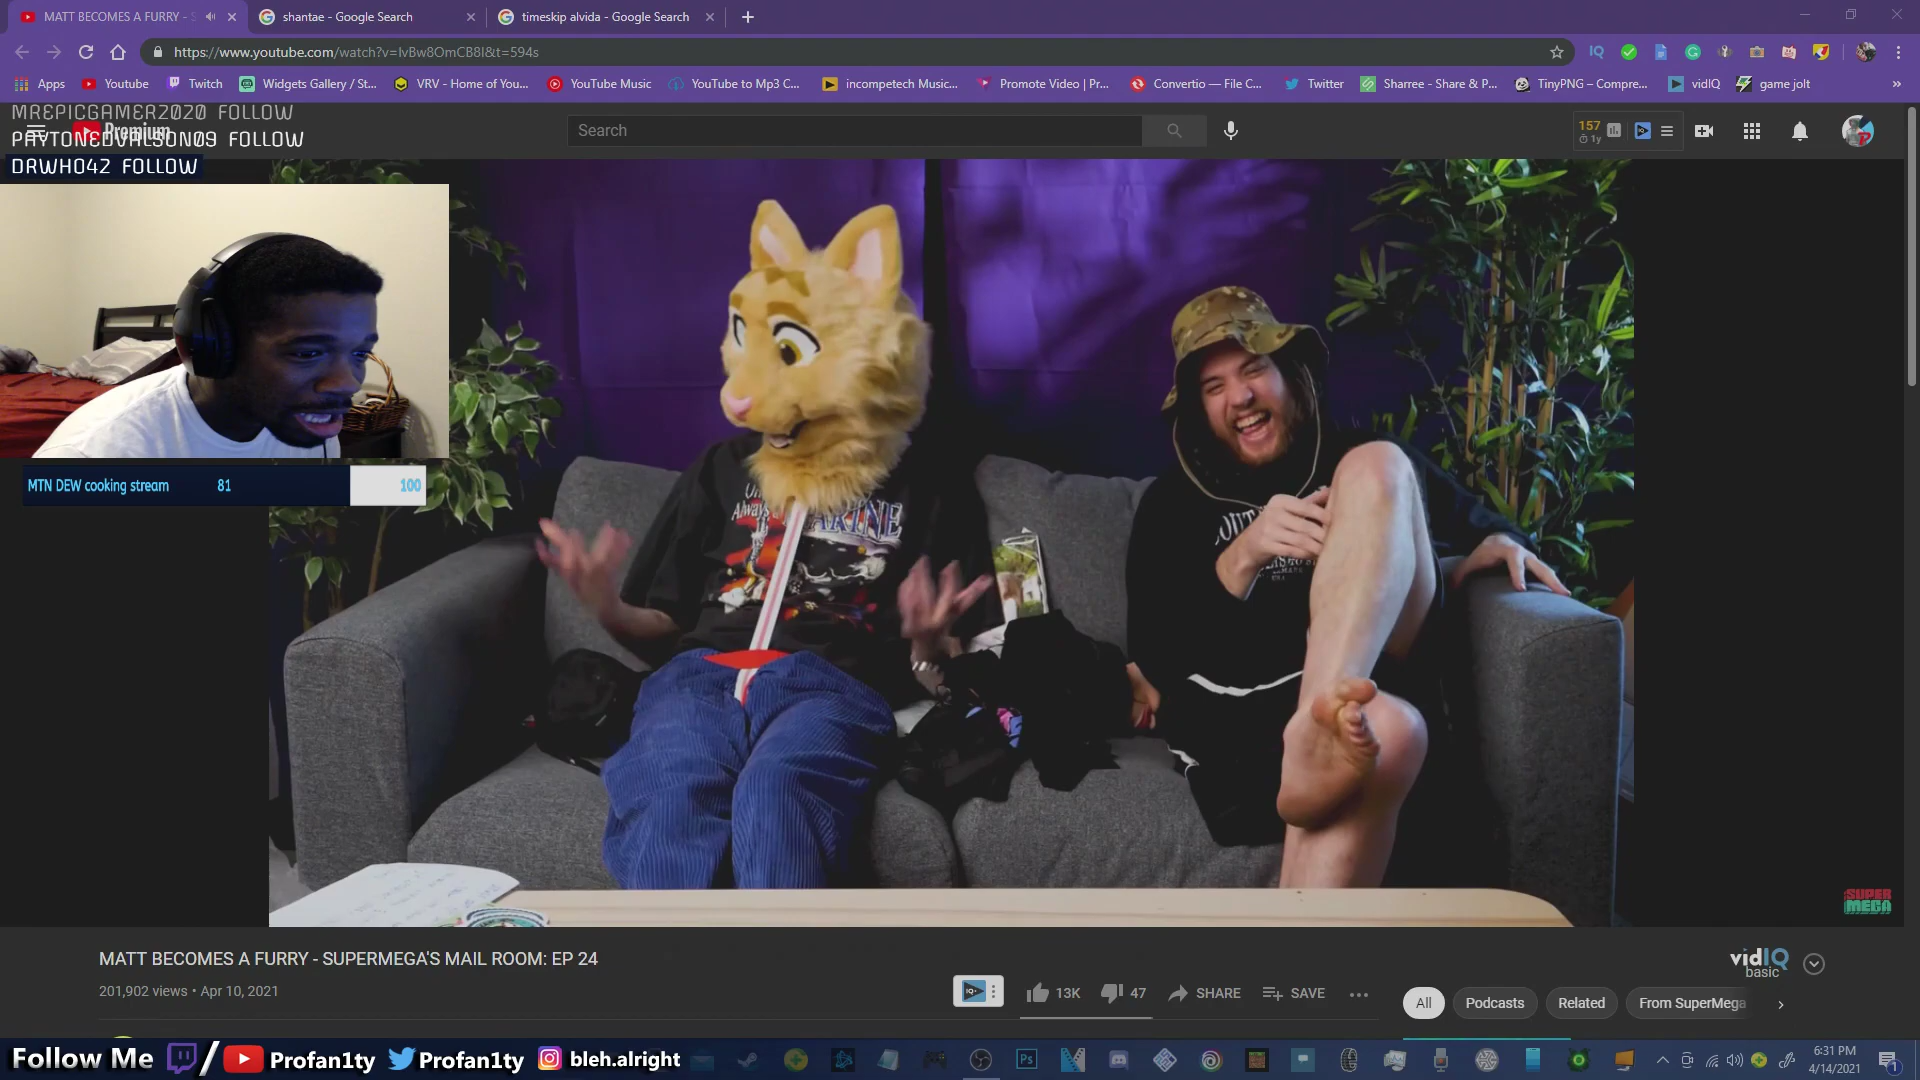 MATT BECOMES A FURRY - S
shantae - Google Search
timeskip alvida - Google Search
https://www.youtube.com/watch?v=IvBw8OmCB8I&t=594s
Apps
Youtube
Twitch
Widgets Gallery / St...
VRV - Home of You...
YouTube Music
YouTube to Mp3 C...
incompetech Music...
Promote Video | Pr...
Convertio — File C...
Twitter
Sharree - Share & P...
TinyPNG – Compre...
vidIQ
game jolt
MREPICGAMER2020 FOLLOW
Premium
PAYTONEDVALSON09 FOLLOW
DRWHO42 FOLLOW
Search
157
1y
MTN DEW cooking stream 81 100
Always
SUPER
MEGA
MATT BECOMES A FURRY - SUPERMEGA'S MAIL ROOM: EP 24
201,902 views • Apr 10, 2021
13K
47
SHARE
SAVE
vidIQ
basic
All
Podcasts
Related
From SuperMega
Follow Me / Profan1ty Profan1ty bleh.alright
6:31 PM
4/14/2021